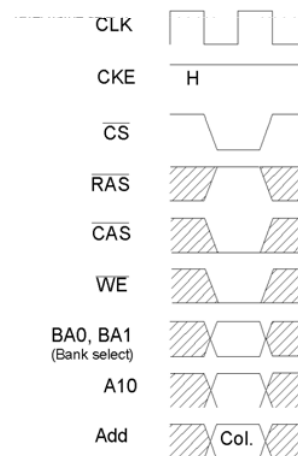 CLK
CKE H
CS
RAS
CAS
WE
BA0, BA1
(Bank select)
A10
Add Col.